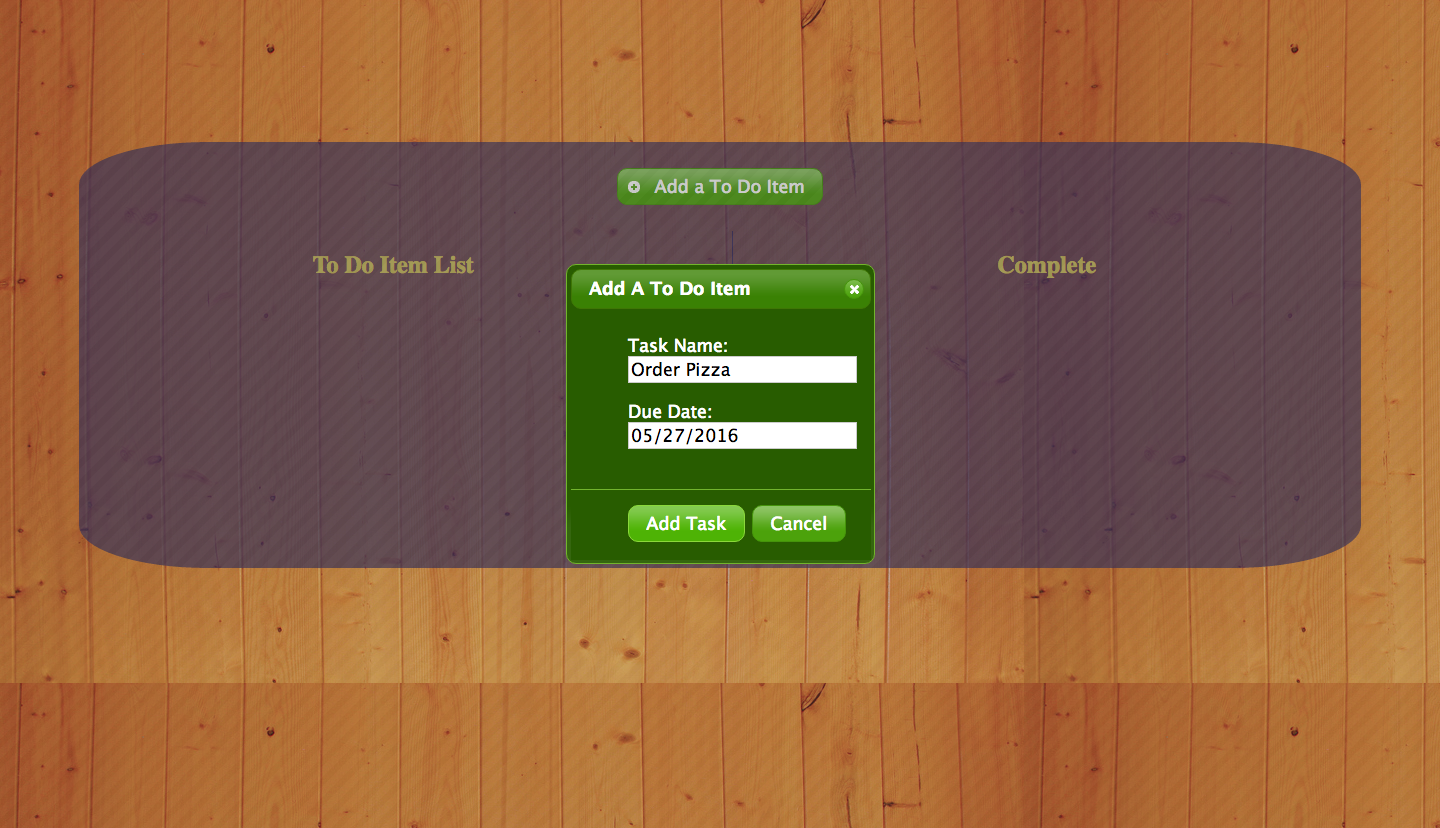 Add a To Do Item
To Do Item List
Complete
Add A To Do Item
Task Name:
Order Pizza
Due Date:
05/27/2016
Add Task
Cancel